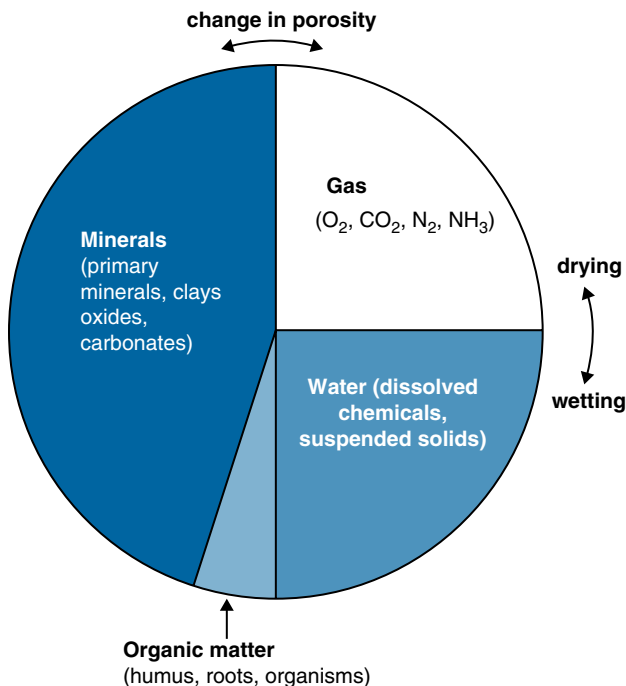 change in porosity
Gas
(O₂, CO₂, N₂, NH₃)
Minerals
(primary
minerals, clays
oxides,
carbonates)
drying
wetting
Water (dissolved
chemicals,
suspended solids)
Organic matter
(humus, roots, organisms)